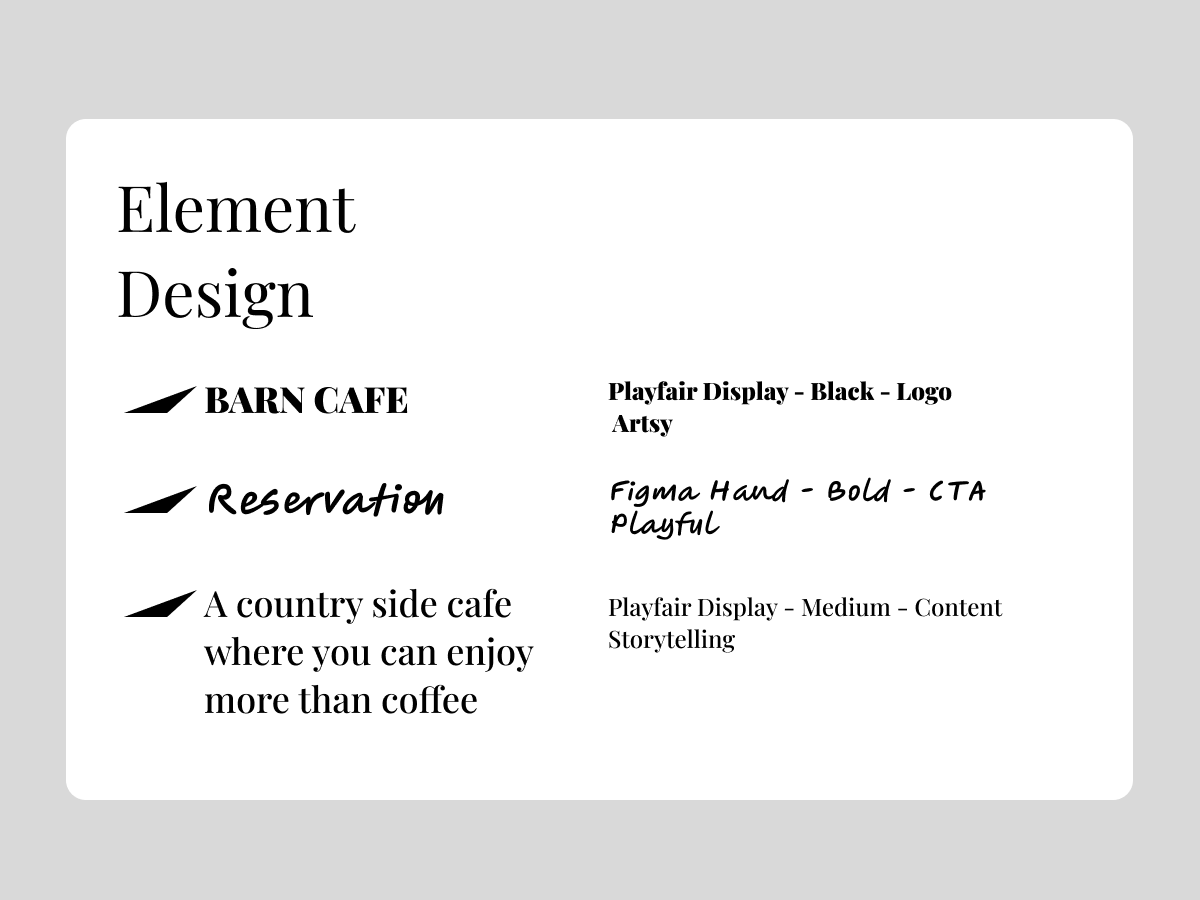 Element
Design
BARN CAFE
Playfair Display - Black - Logo
Artsy
Reservation
Figma Hand - Bold - CTA
Playful
A country side cafe
where you can enjoy
more than coffee
Playfair Display - Medium - Content
Storytelling